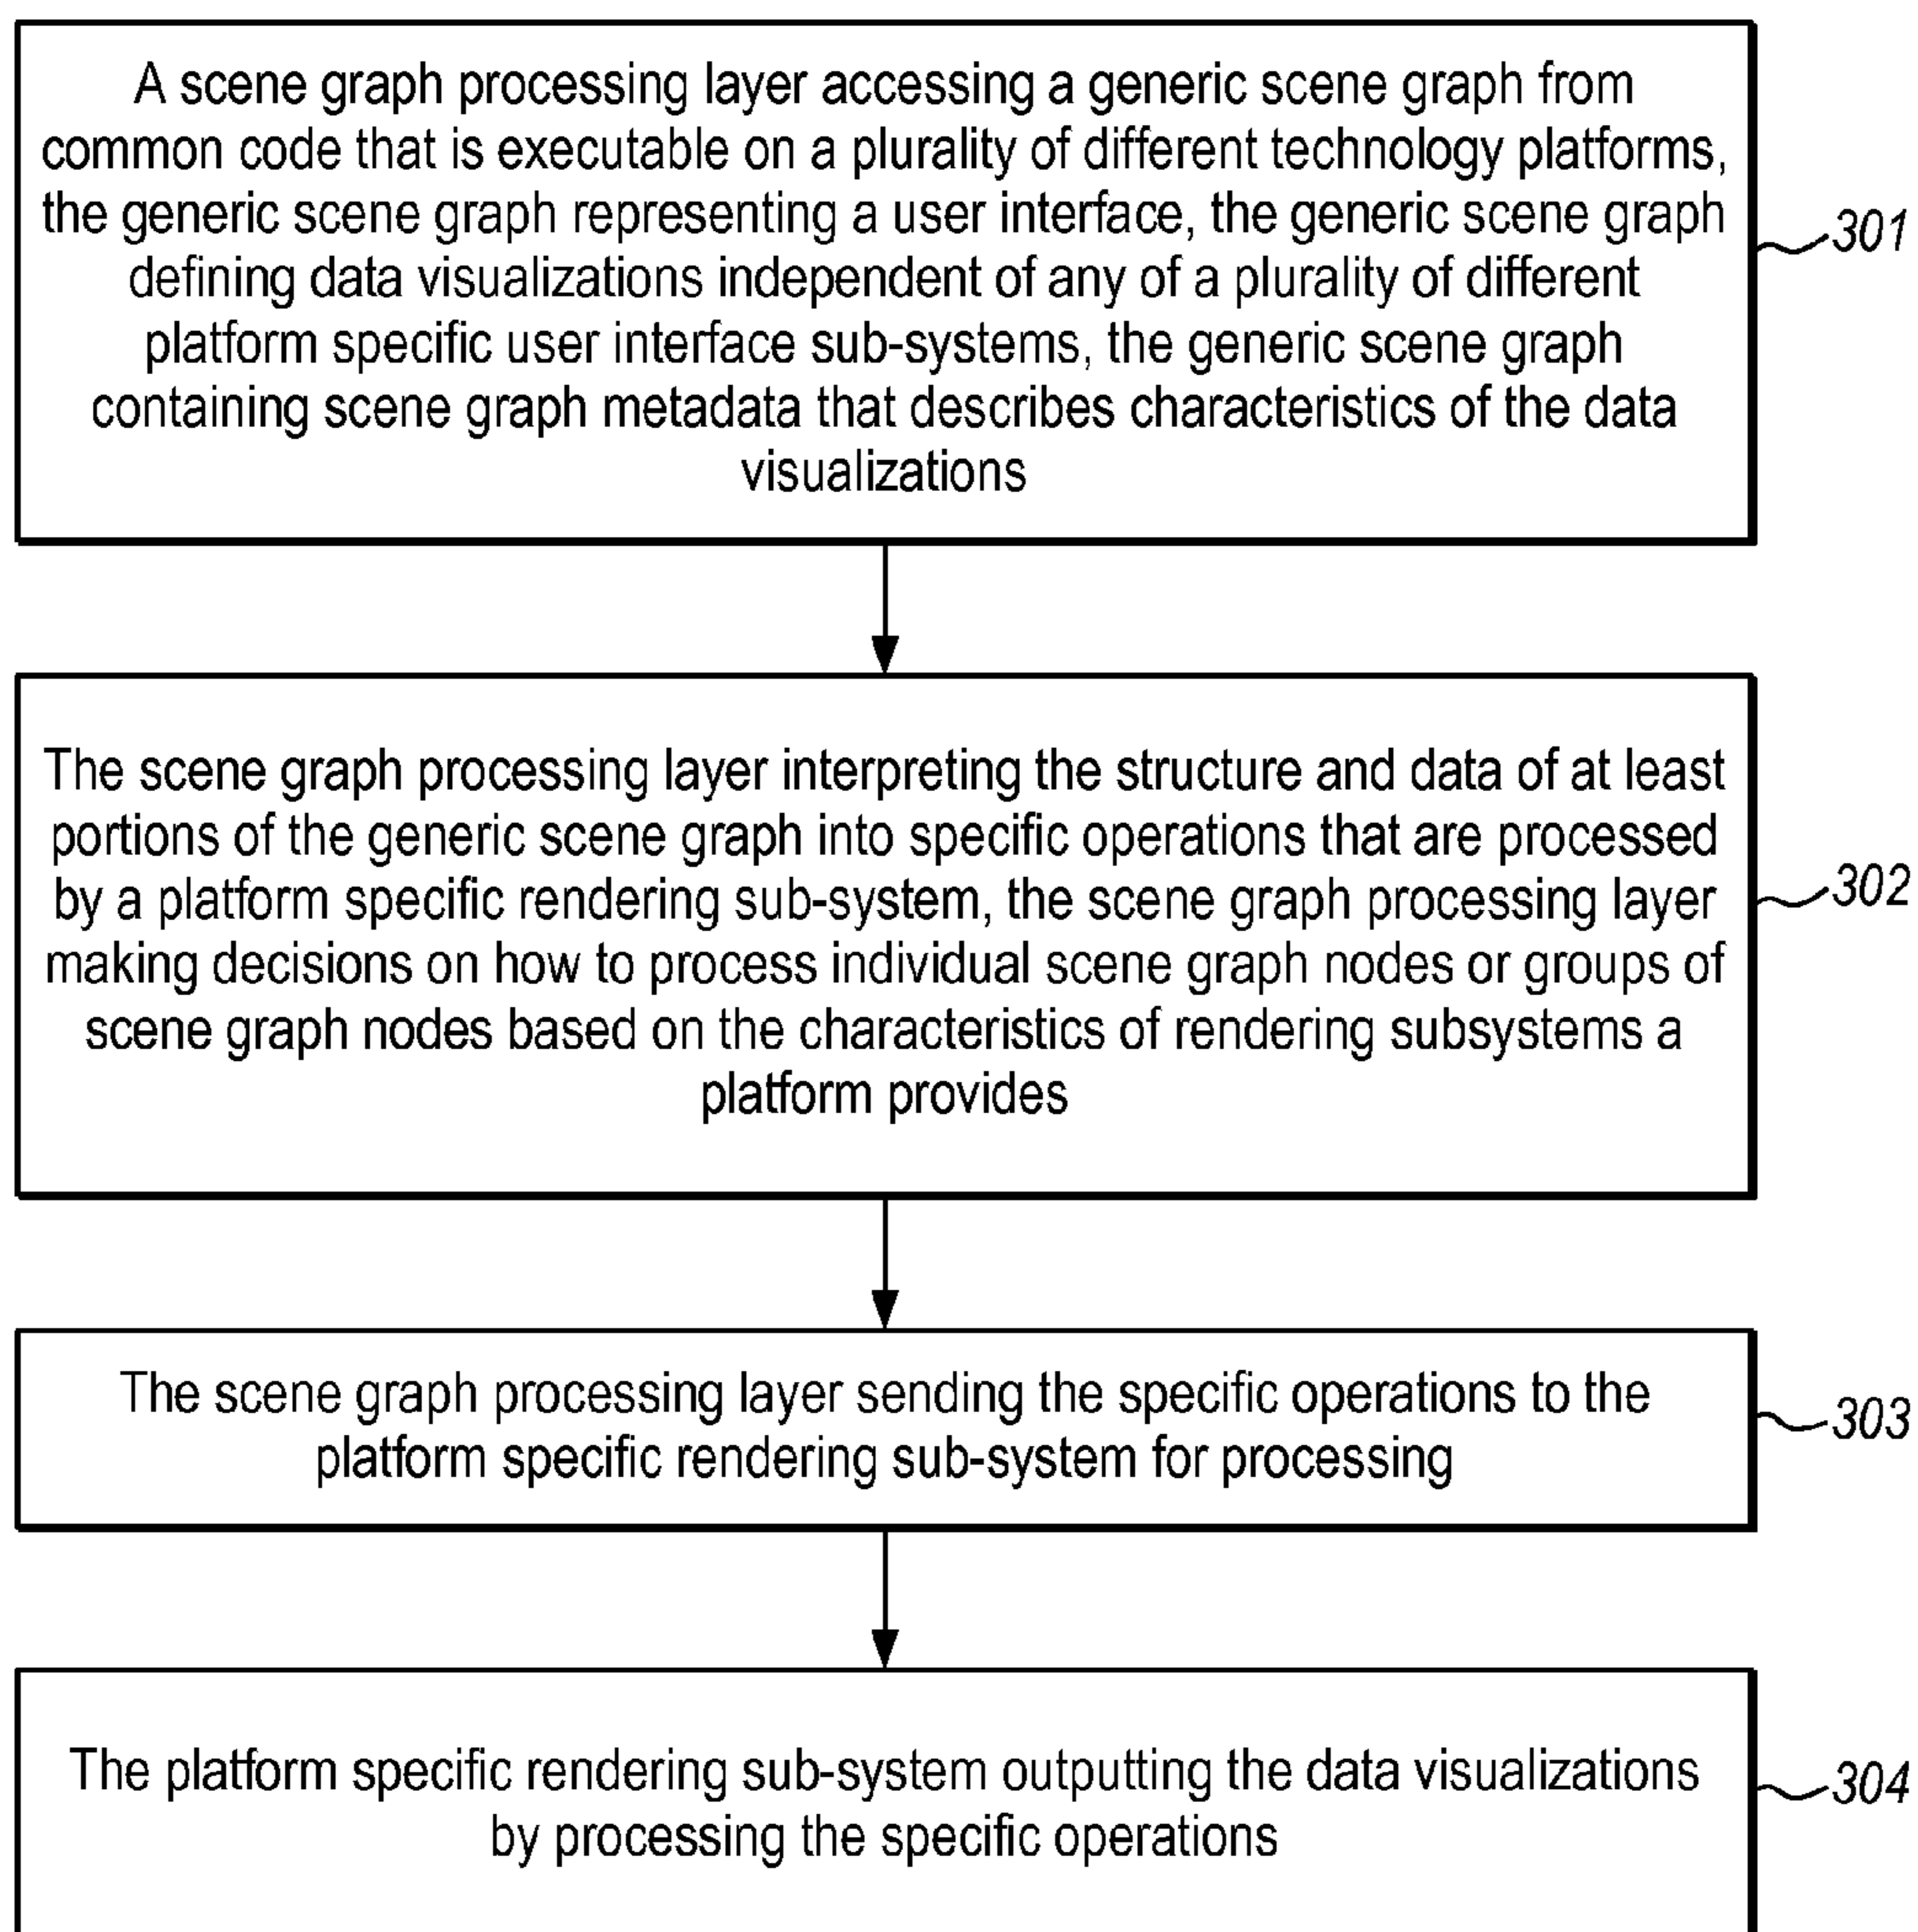 A scene graph processing layer accessing a generic scene graph from
common code that is executable on a plurality of different technology platforms,
the generic scene graph representing a user interface, the generic scene graph
defining data visualizations independent of any of a plurality of different
platform specific user interface sub-systems, the generic scene graph
containing scene graph metadata that describes characteristics of the data
visualizations
301
The scene graph processing layer interpreting the structure and data of at least
portions of the generic scene graph into specific operations that are processed
by a platform specific rendering sub-system, the scene graph processing layer
making decisions on how to process individual scene graph nodes or groups of
scene graph nodes based on the characteristics of rendering subsystems a
platform provides
302
The scene graph processing layer sending the specific operations to the
platform specific rendering sub-system for processing
303
The platform specific rendering sub-system outputting the data visualizations
by processing the specific operations
304